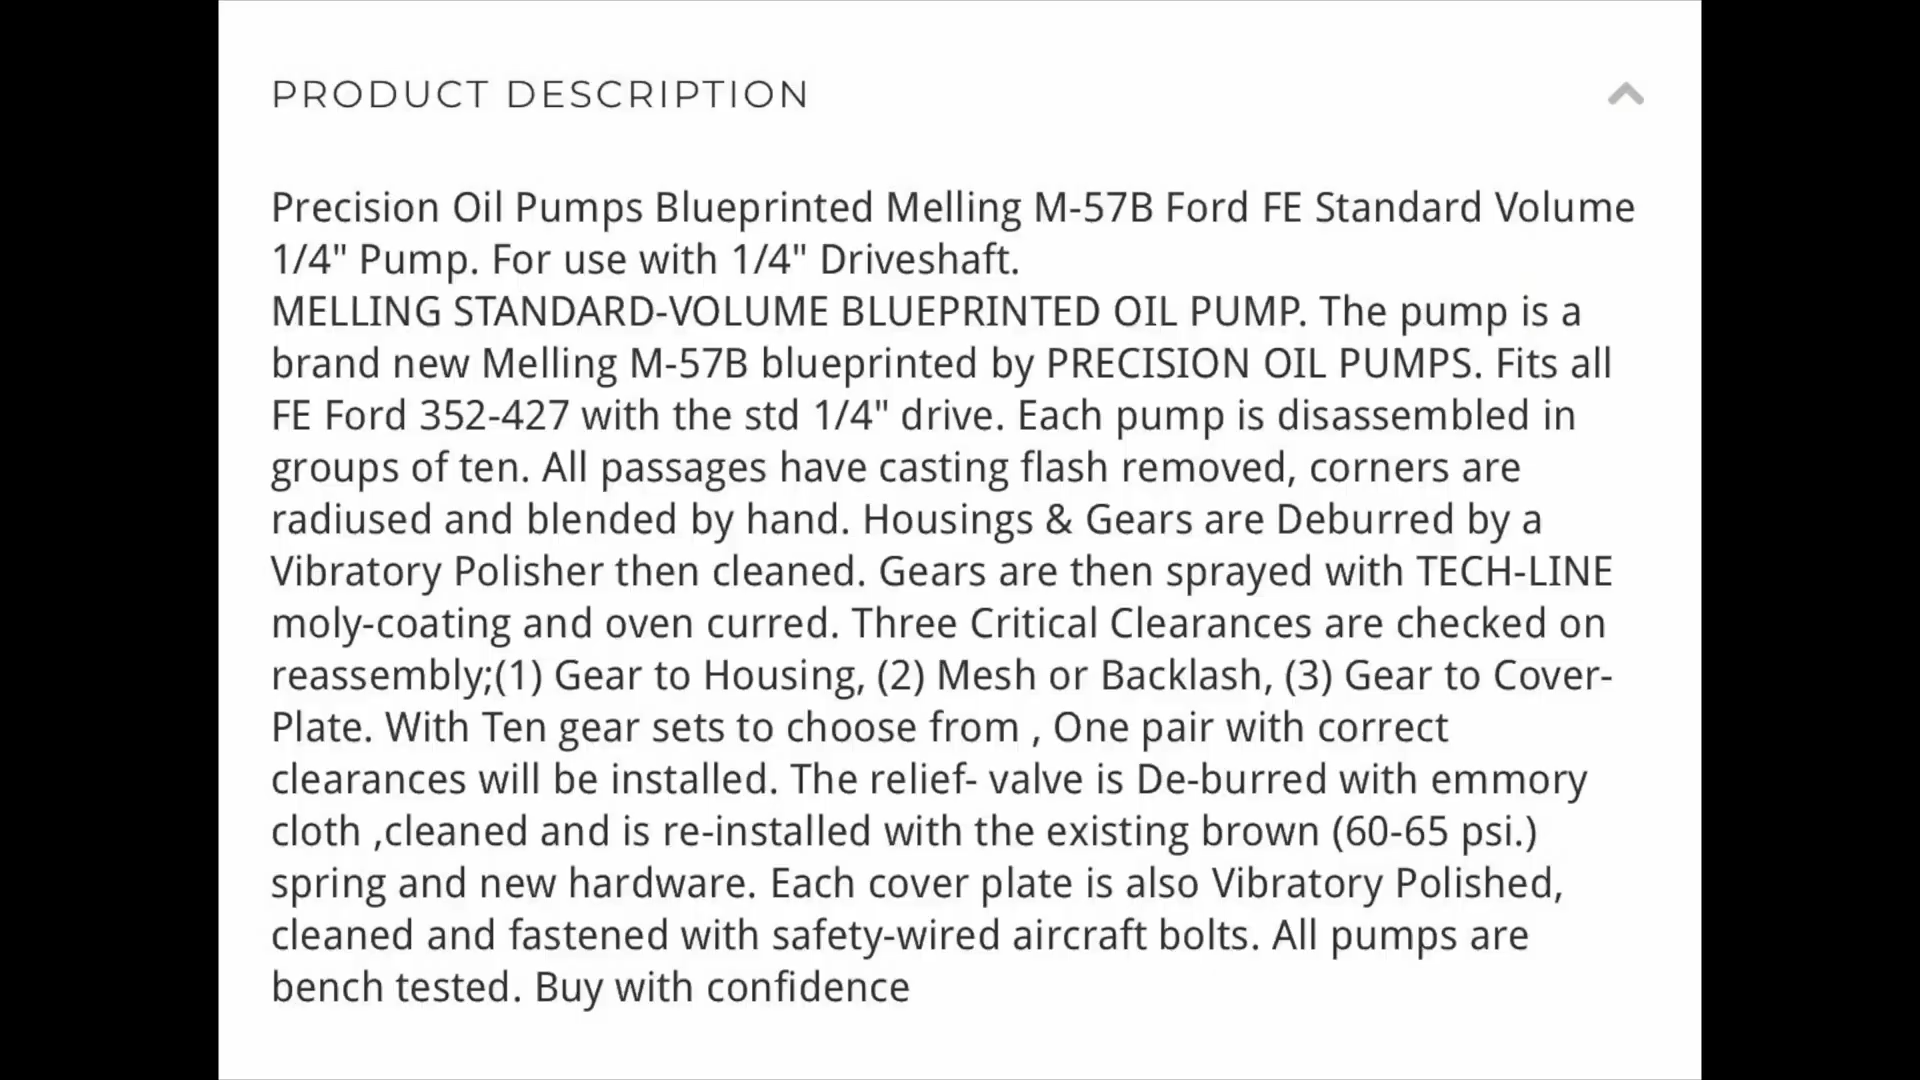 PRODUCT DESCRIPTION
Precision Oil Pumps Blueprinted Melling M-57B Ford FE Standard Volume
1/4" Pump. For use with 1/4" Driveshaft.
MELLING STANDARD-VOLUME BLUEPRINTED OIL PUMP. The pump is a
brand new Melling M-57B blueprinted by PRECISION OIL PUMPS. Fits all
FE Ford 352-427 with the std 1/4" drive. Each pump is disassembled in
groups of ten. All passages have casting flash removed, corners are
radiused and blended by hand. Housings & Gears are Deburred by a
Vibratory Polisher then cleaned. Gears are then sprayed with TECH-LINE
moly-coating and oven curred. Three Critical Clearances are checked on
reassembly;(1) Gear to Housing, (2) Mesh or Backlash, (3) Gear to Cover-
Plate. With Ten gear sets to choose from , One pair with correct
clearances will be installed. The relief- valve is De-burred with emmory
cloth ,cleaned and is re-installed with the existing brown (60-65 psi.)
spring and new hardware. Each cover plate is also Vibratory Polished,
cleaned and fastened with safety-wired aircraft bolts. All pumps are
bench tested. Buy with confidence